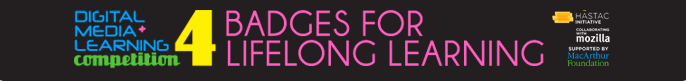 DIGITAL
MEDIA+
LEARNING
competition
4
BADGES FOR
LIFELONG LEARNING
HASTAC
INITIATIVE
COLLABORATING
WITH
mozilla
SUPPORTED BY
MacArthur
Foundation